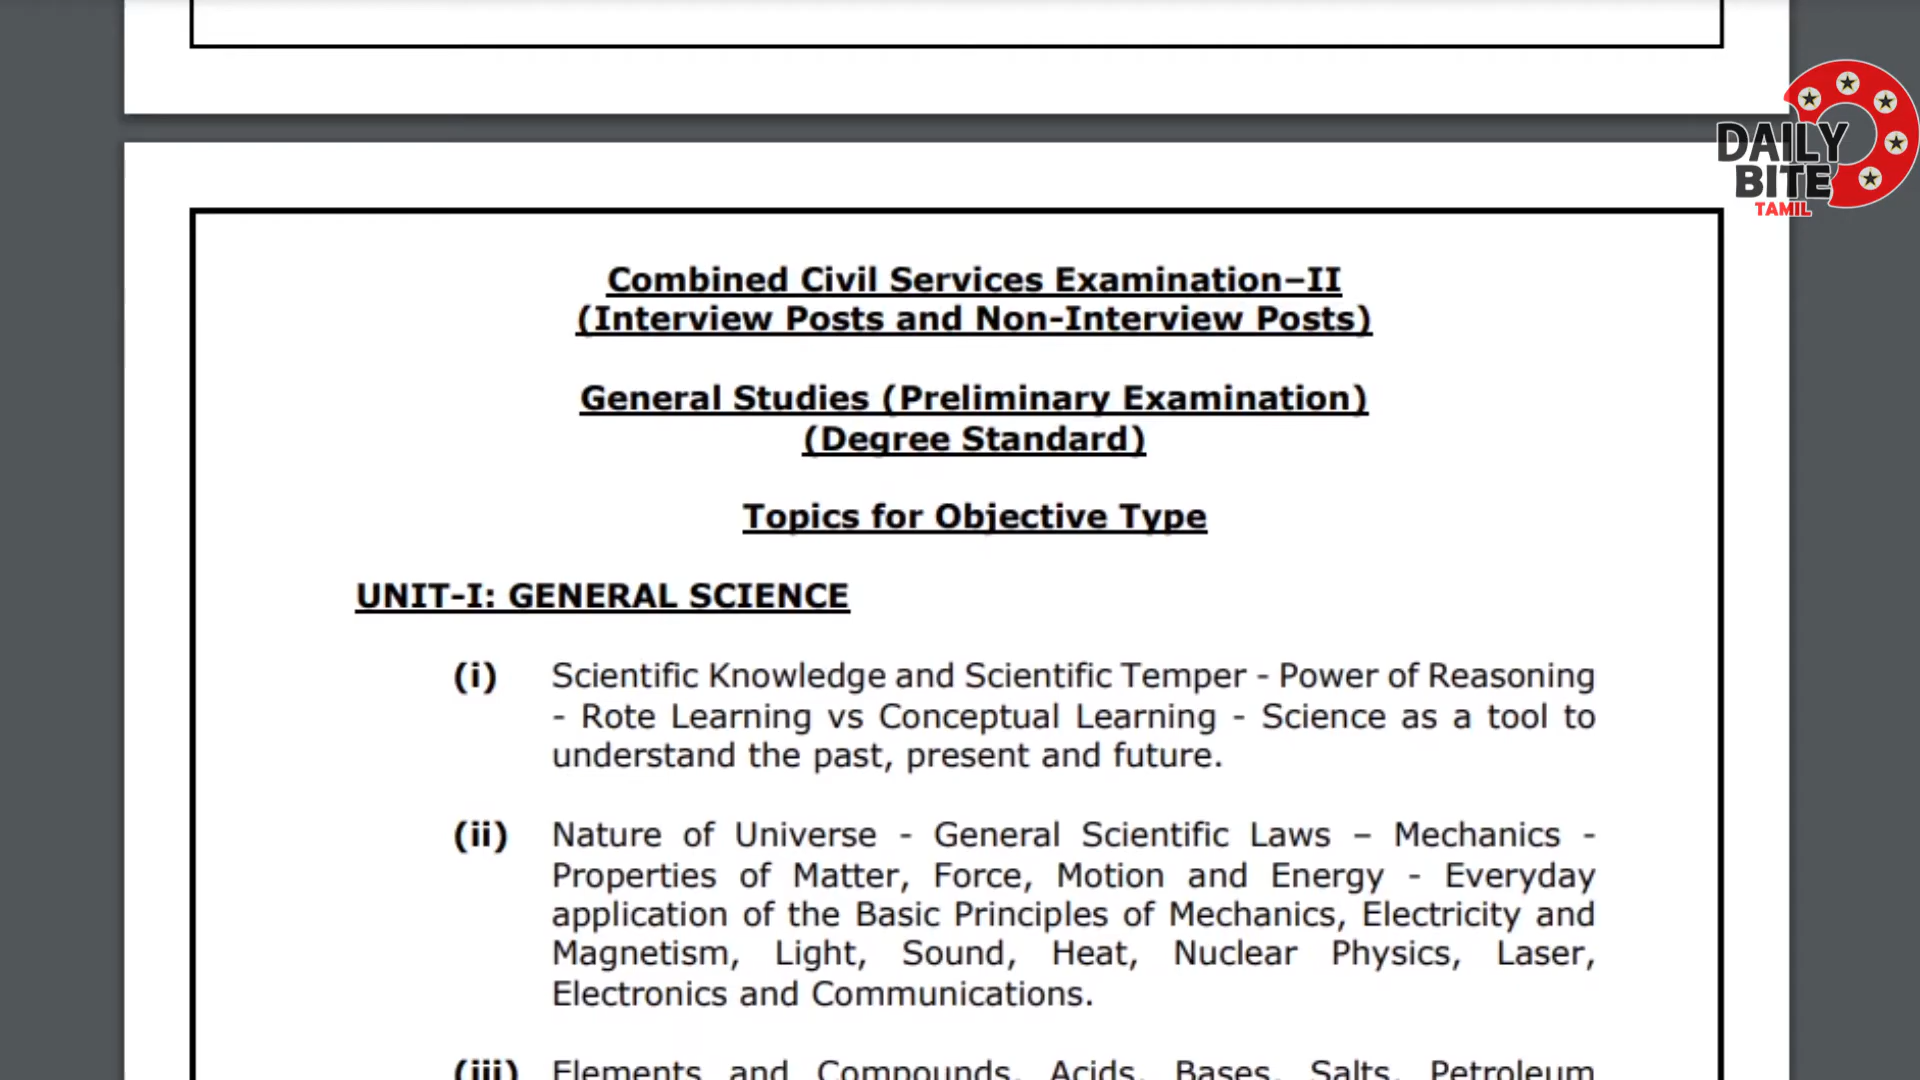 DAILY
BITE
TAMIL
Combined Civil Services Examination–II
(Interview Posts and Non-Interview Posts)
General Studies (Preliminary Examination)
(Degree Standard)
Topics for Objective Type
UNIT-I: GENERAL SCIENCE
(i) Scientific Knowledge and Scientific Temper - Power of Reasoning
- Rote Learning vs Conceptual Learning - Science as a tool to
understand the past, present and future.
(ii) Nature of Universe - General Scientific Laws – Mechanics -
Properties of Matter, Force, Motion and Energy - Everyday
application of the Basic Principles of Mechanics, Electricity and
Magnetism, Light, Sound, Heat, Nuclear Physics, Laser,
Electronics and Communications.
(iii) Elements and Compounds, Acids, Bases, Salts, Petroleum